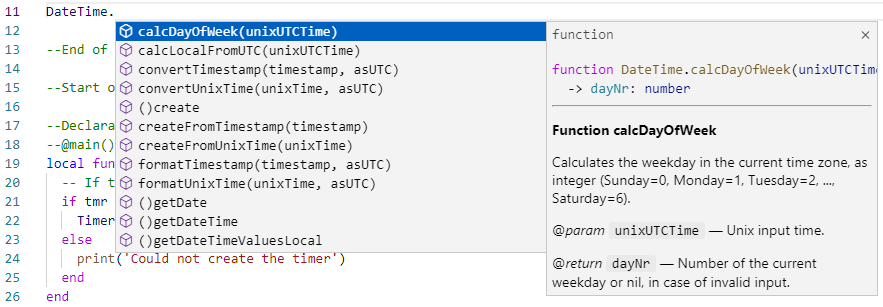 11 DateTime.
12
13 --End of
14
15 --Start o
16
17 --Declara
18 --@main()
19 local fun
20 -- If t
21 if tmr
22 Timer
23 else
24 print('Could not create the timer')
25 end
26 end
calcDayOfWeek(unixUTCTime)
calcLocalFromUTC(unixUTCTime)
convertTimestamp(timestamp, asUTC)
convertUnixTime(unixTime, asUTC)
()create
createFromTimestamp(timestamp)
createFromUnixTime(unixTime)
formatTimestamp(timestamp, asUTC)
formatUnixTime(unixTime, asUTC)
()getDate
()getDateTime
()getDateTimeValuesLocal
function
function DateTime.calcDayOfWeek(unixUTCTime
-> dayNr: number
Function calcDayOfWeek
Calculates the weekday in the current time zone, as
integer (Sunday=0, Monday=1, Tuesday=2, ...,
Saturday=6).
@param unixUTCTime — Unix input time.
@return dayNr — Number of the current
weekday or nil, in case of invalid input.